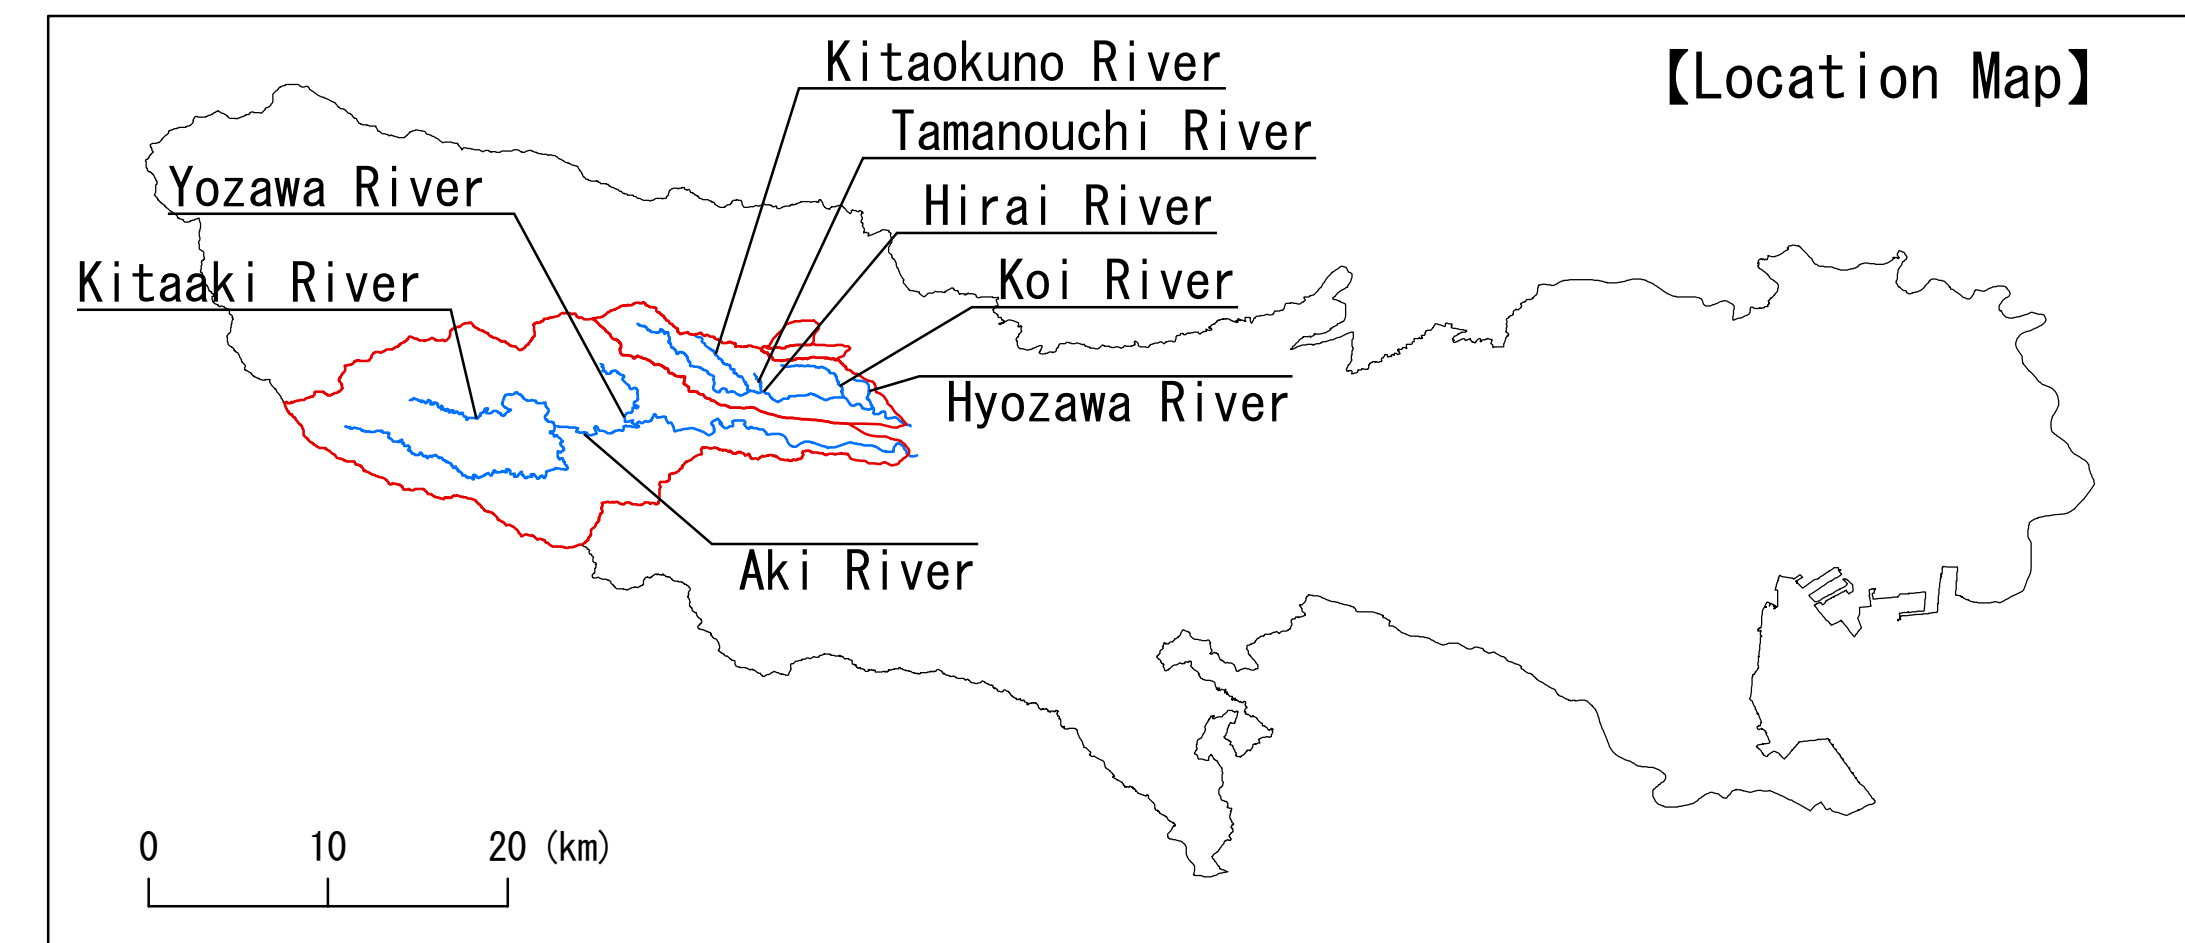 Kitaokuno River
【Location Map】
Tamanouchi River
Yozawa River
Hirai River
Kitaaki River
Koi River
Hyozawa River
Aki River
0 10 20 (km)